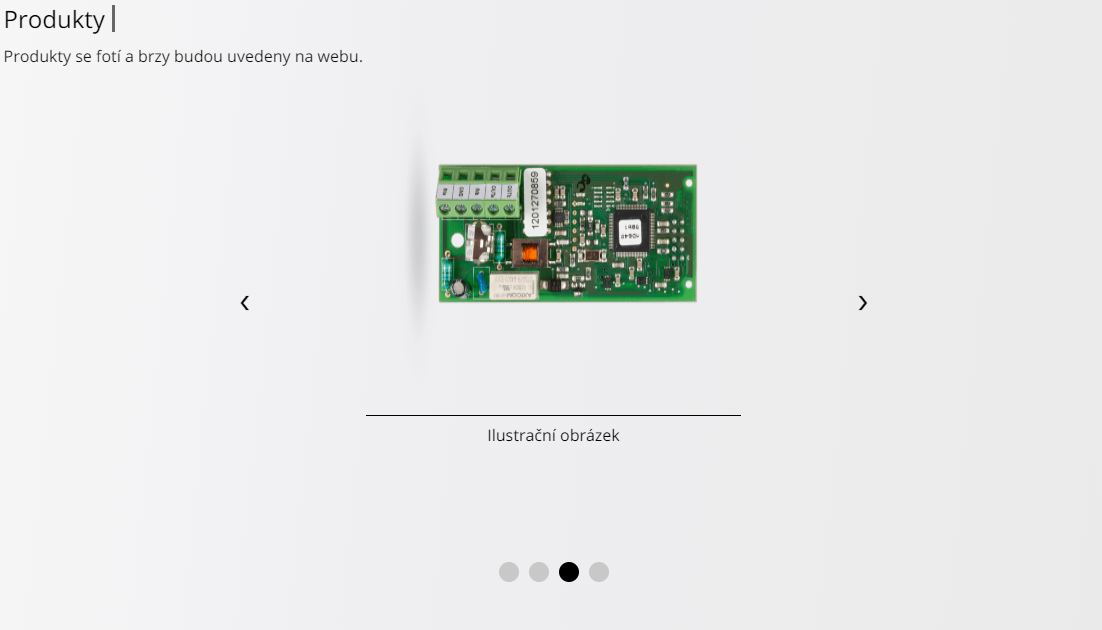 Produkty
Produkty se fotí a brzy budou uvedeny na webu.
1201270859
‹
›
Ilustrační obrázek